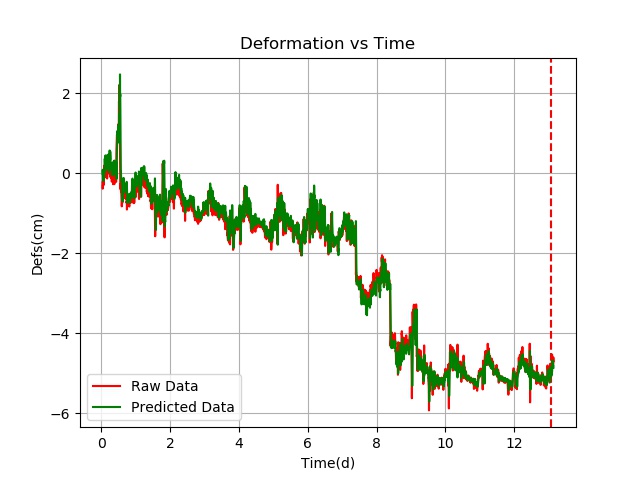 Deformation vs Time
Defs(cm)
2
0
−2
−4
−6
Raw Data
Predicted Data
0 2 4 6 8 10 12
Time(d)